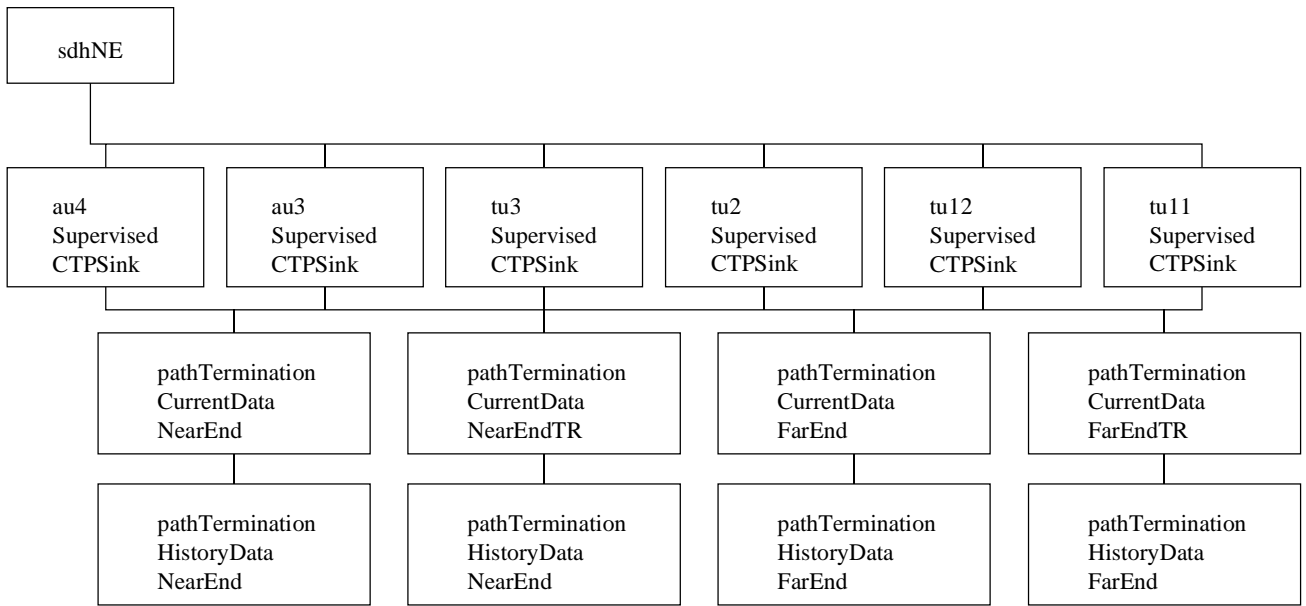 sdhNE
au4
Supervised
CTPSink
au3
Supervised
CTPSink
tu3
Supervised
CTPSink
tu2
Supervised
CTPSink
tu12
Supervised
CTPSink
tu11
Supervised
CTPSink
pathTermination
CurrentData
NearEnd
pathTermination
CurrentData
NearEndTR
pathTermination
CurrentData
FarEnd
pathTermination
CurrentData
FarEndTR
pathTermination
HistoryData
NearEnd
pathTermination
HistoryData
NearEnd
pathTermination
HistoryData
FarEnd
pathTermination
HistoryData
FarEnd